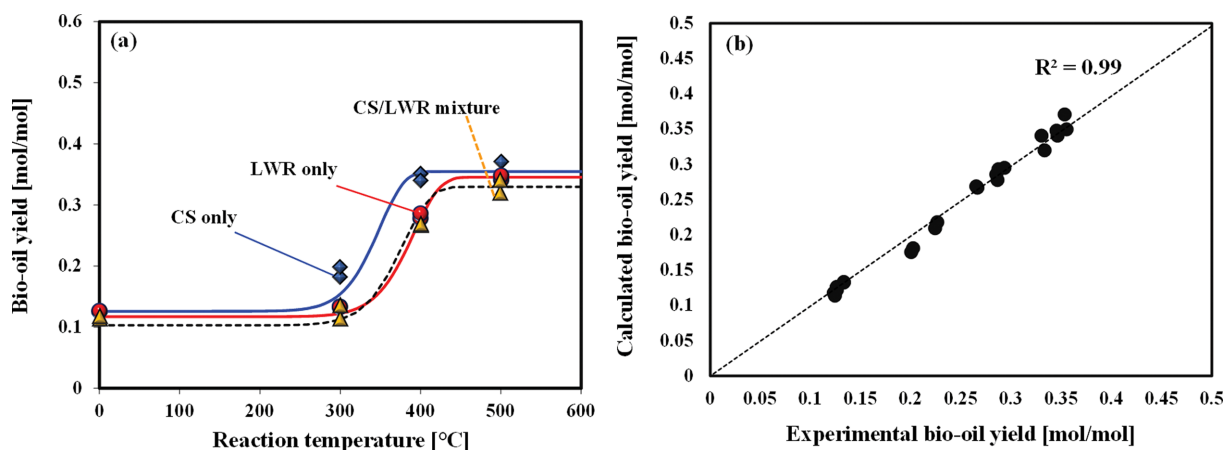 (a)
0.6
0.5
0.4
0.3
0.2
0.1
0
Bio-oil yield [mol/mol]
CS/LWR mixture
LWR only
CS only
0 100 200 300 400 500 600
Reaction temperature [°C]
(b)
0.5
0.45
0.4
0.35
0.3
0.25
0.2
0.15
0.1
0.05
0
Calculated bio-oil yield [mol/mol]
R² = 0.99
0 0.05 0.1 0.15 0.2 0.25 0.3 0.35 0.4 0.45 0.5
Experimental bio-oil yield [mol/mol]